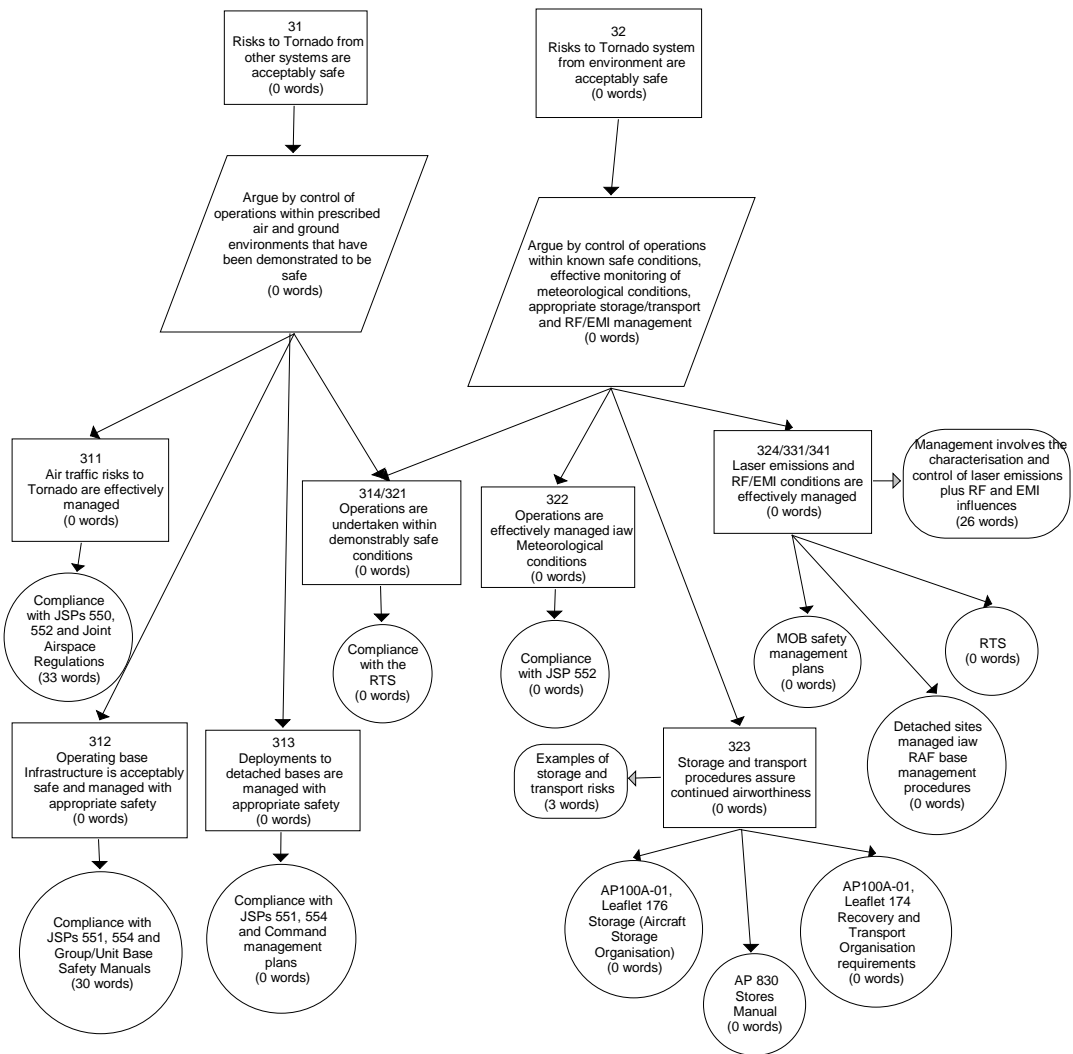 31
Risks to Tornado from
other systems are
acceptably safe
(0 words)
32
Risks to Tornado system
from environment are
acceptably safe
(0 words)
Argue by control of
operations within prescribed
air and ground
environments that have
been demonstrated to be
safe
(0 words)
Argue by control of operations
within known safe conditions,
effective monitoring of
meteorological conditions,
appropriate storage/transport
and RF/EMI management
(0 words)
311
Air traffic risks to
Tornado are effectively
managed
(0 words)
314/321
Operations are
undertaken within
demonstrably safe
conditions
(0 words)
322
Operations are
effectively managed iaw
Meteorological
conditions
(0 words)
324/331/341
Laser emissions and
RF/EMI conditions are
effectively managed
(0 words)
Management involves the
characterisation and
control of laser emissions
plus RF and EMI
influences
(26 words)
Compliance
with JSPs 550,
552 and Joint
Airspace
Regulations
(33 words)
Compliance
with the
RTS
(0 words)
Compliance
with JSP 552
(0 words)
MOB safety
management
plans
(0 words)
RTS
(0 words)
Detached sites
managed iaw
RAF base
management
procedures
(0 words)
312
Operating base
Infrastructure is acceptably
safe and managed with
appropriate safety
(0 words)
313
Deployments to
detached bases are
managed with
appropriate safety
(0 words)
Examples of
storage and
transport risks
(3 words)
323
Storage and transport
procedures assure
continued airworthiness
(0 words)
Compliance with
JSPs 551, 554 and
Group/Unit Base
Safety Manuals
(30 words)
Compliance with
JSPs 551, 554
and Command
management
plans
(0 words)
AP100A-01,
Leaflet 176
Storage (Aircraft
Storage
Organisation)
(0 words)
AP 830
Stores
Manual
(0 words)
AP100A-01,
Leaflet 174
Recovery and
Transport
Organisation
requirements
(0 words)